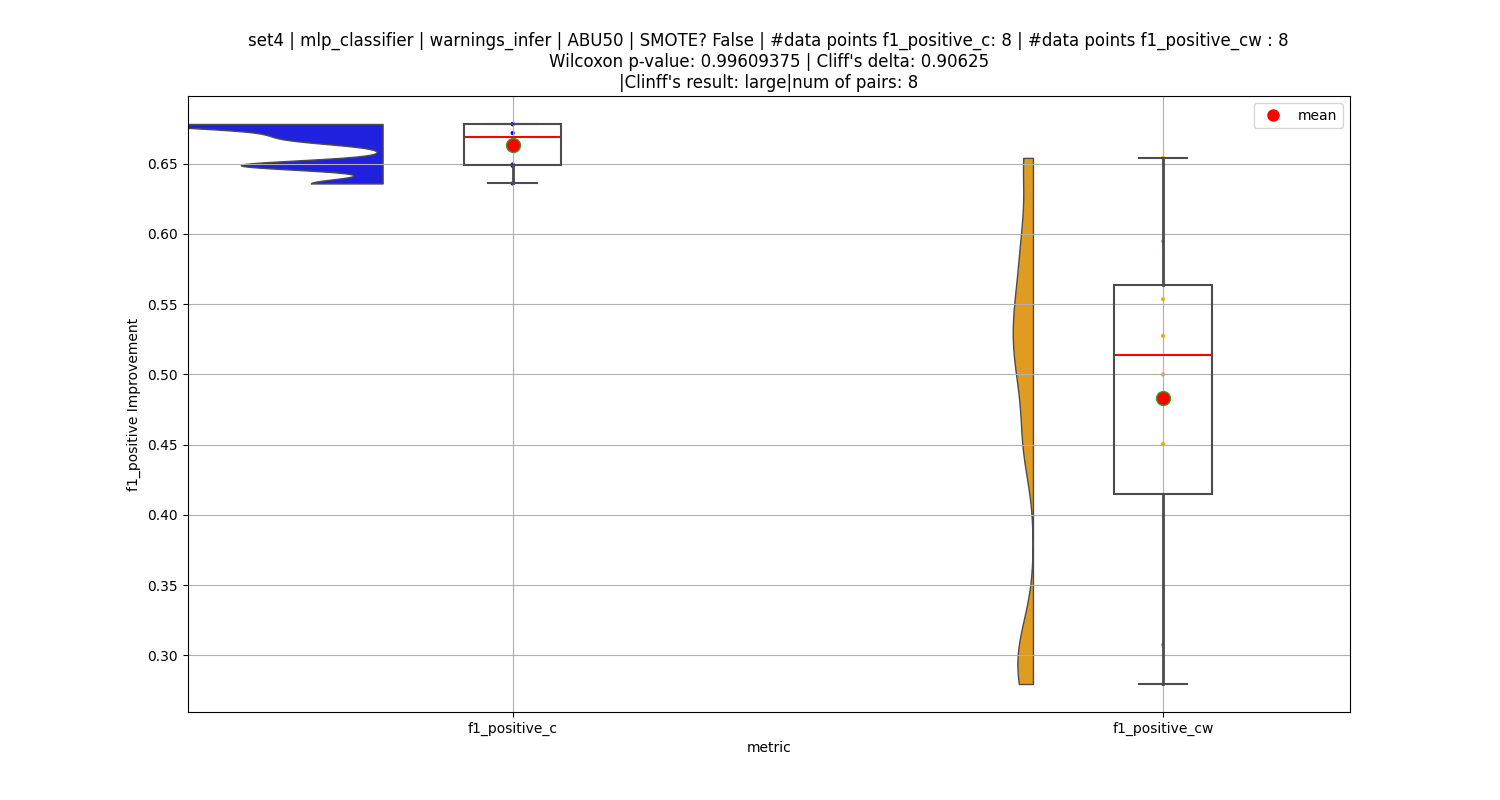 set4 | mlp_classifier | warnings_infer | ABU50 | SMOTE? False | #data points f1_positive_c: 8 | #data points f1_positive_cw : 8
Wilcoxon p-value: 0.99609375 | Cliff's delta: 0.90625
|Clinff's result: large|num of pairs: 8
mean
f1_positive Improvement
0.65
0.60
0.55
0.50
0.45
0.40
0.35
0.30
f1_positive_c
f1_positive_cw
metric